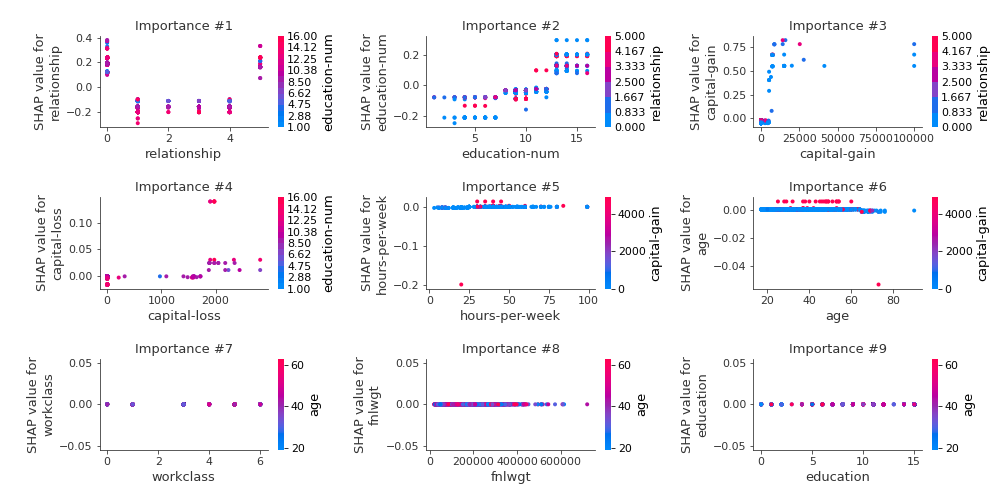 Importance #1
SHAP value for
relationship
0.4
0.2
0.0
−0.2
0
2
4
relationship
16.00
14.12
12.25
10.38
8.50
6.62
4.75
2.88
1.00
education-num
Importance #2
SHAP value for
education-num
0.2
0.0
−0.2
5
10
15
education-num
5.000
4.167
3.333
2.500
1.667
0.833
0.000
relationship
Importance #3
SHAP value for
capital-gain
0.75
0.50
0.25
0.00
0
25000
50000
75000
100000
capital-gain
5.000
4.167
3.333
2.500
1.667
0.833
0.000
relationship
Importance #4
SHAP value for
capital-loss
0.10
0.05
0.00
0
1000
2000
capital-loss
16.00
14.12
12.25
10.38
8.50
6.62
4.75
2.88
1.00
education-num
Importance #5
SHAP value for
hours-per-week
0.0
−0.1
−0.2
0
25
50
75
100
hours-per-week
4000
2000
0
capital-gain
Importance #6
SHAP value for
age
0.00
−0.02
−0.04
20
40
60
80
age
4000
2000
0
capital-gain
Importance #7
SHAP value for
workclass
0.05
0.00
−0.05
0
2
4
6
workclass
60
40
20
age
Importance #8
SHAP value for
fnlwgt
0.05
0.00
−0.05
0
200000
400000
600000
fnlwgt
60
40
20
age
Importance #9
SHAP value for
education
0.05
0.00
−0.05
0
5
10
15
education
60
40
20
age